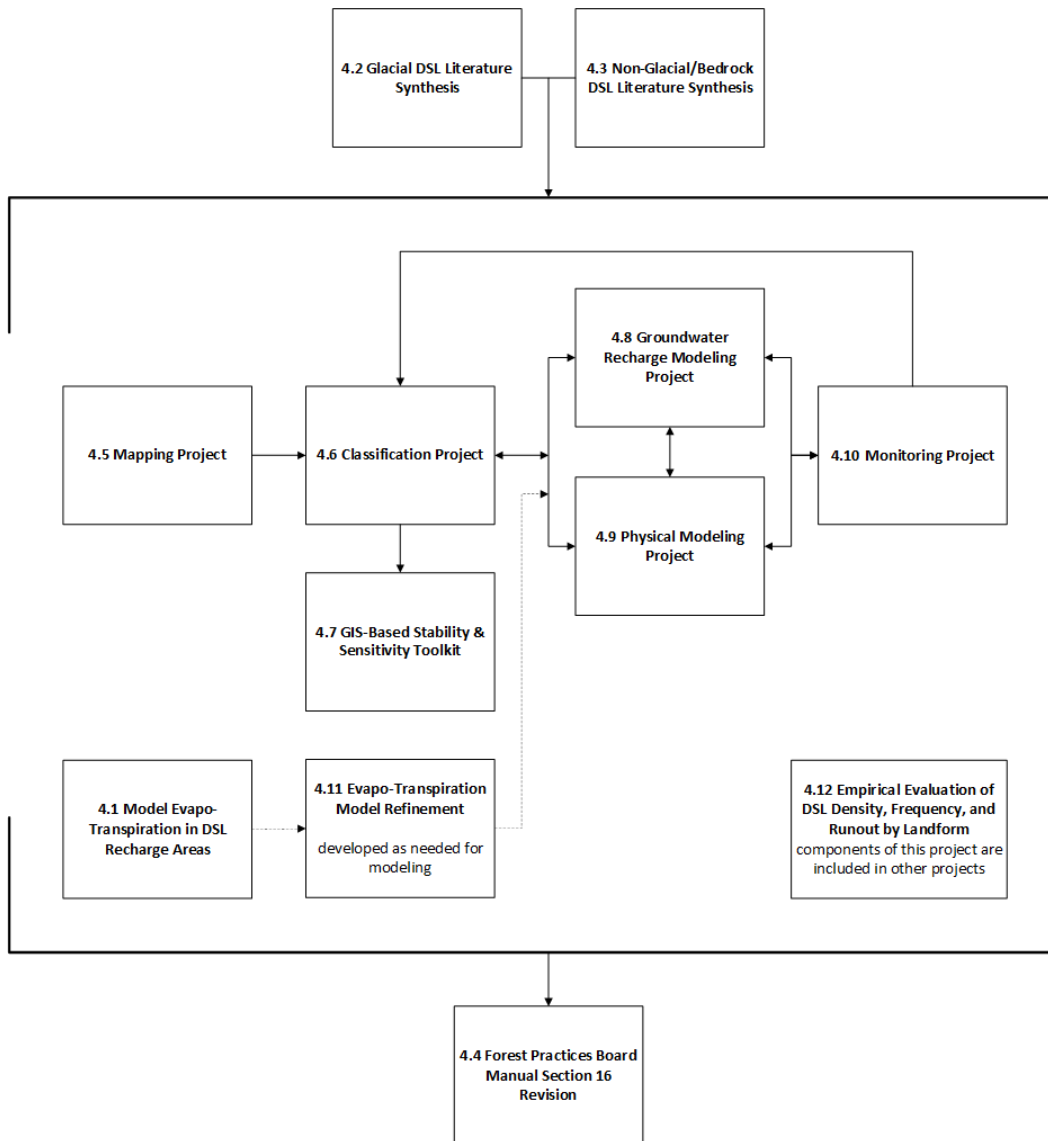 4.2 Glacial DSL Literature
Synthesis
4.3 Non-Glacial/Bedrock
DSL Literature Synthesis
4.8 Groundwater
Recharge Modeling
Project
4.5 Mapping Project
4.6 Classification Project
4.10 Monitoring Project
4.9 Physical Modeling
Project
4.7 GIS-Based Stability &
Sensitivity Toolkit
4.1 Model Evapo-
Transpiration in DSL
Recharge Areas
4.11 Evapo-Transpiration
Model Refinement
developed as needed for
modeling
4.12 Empirical Evaluation of
DSL Density, Frequency, and
Runout by Landform
components of this project are
included in other projects
4.4 Forest Practices Board
Manual Section 16
Revision